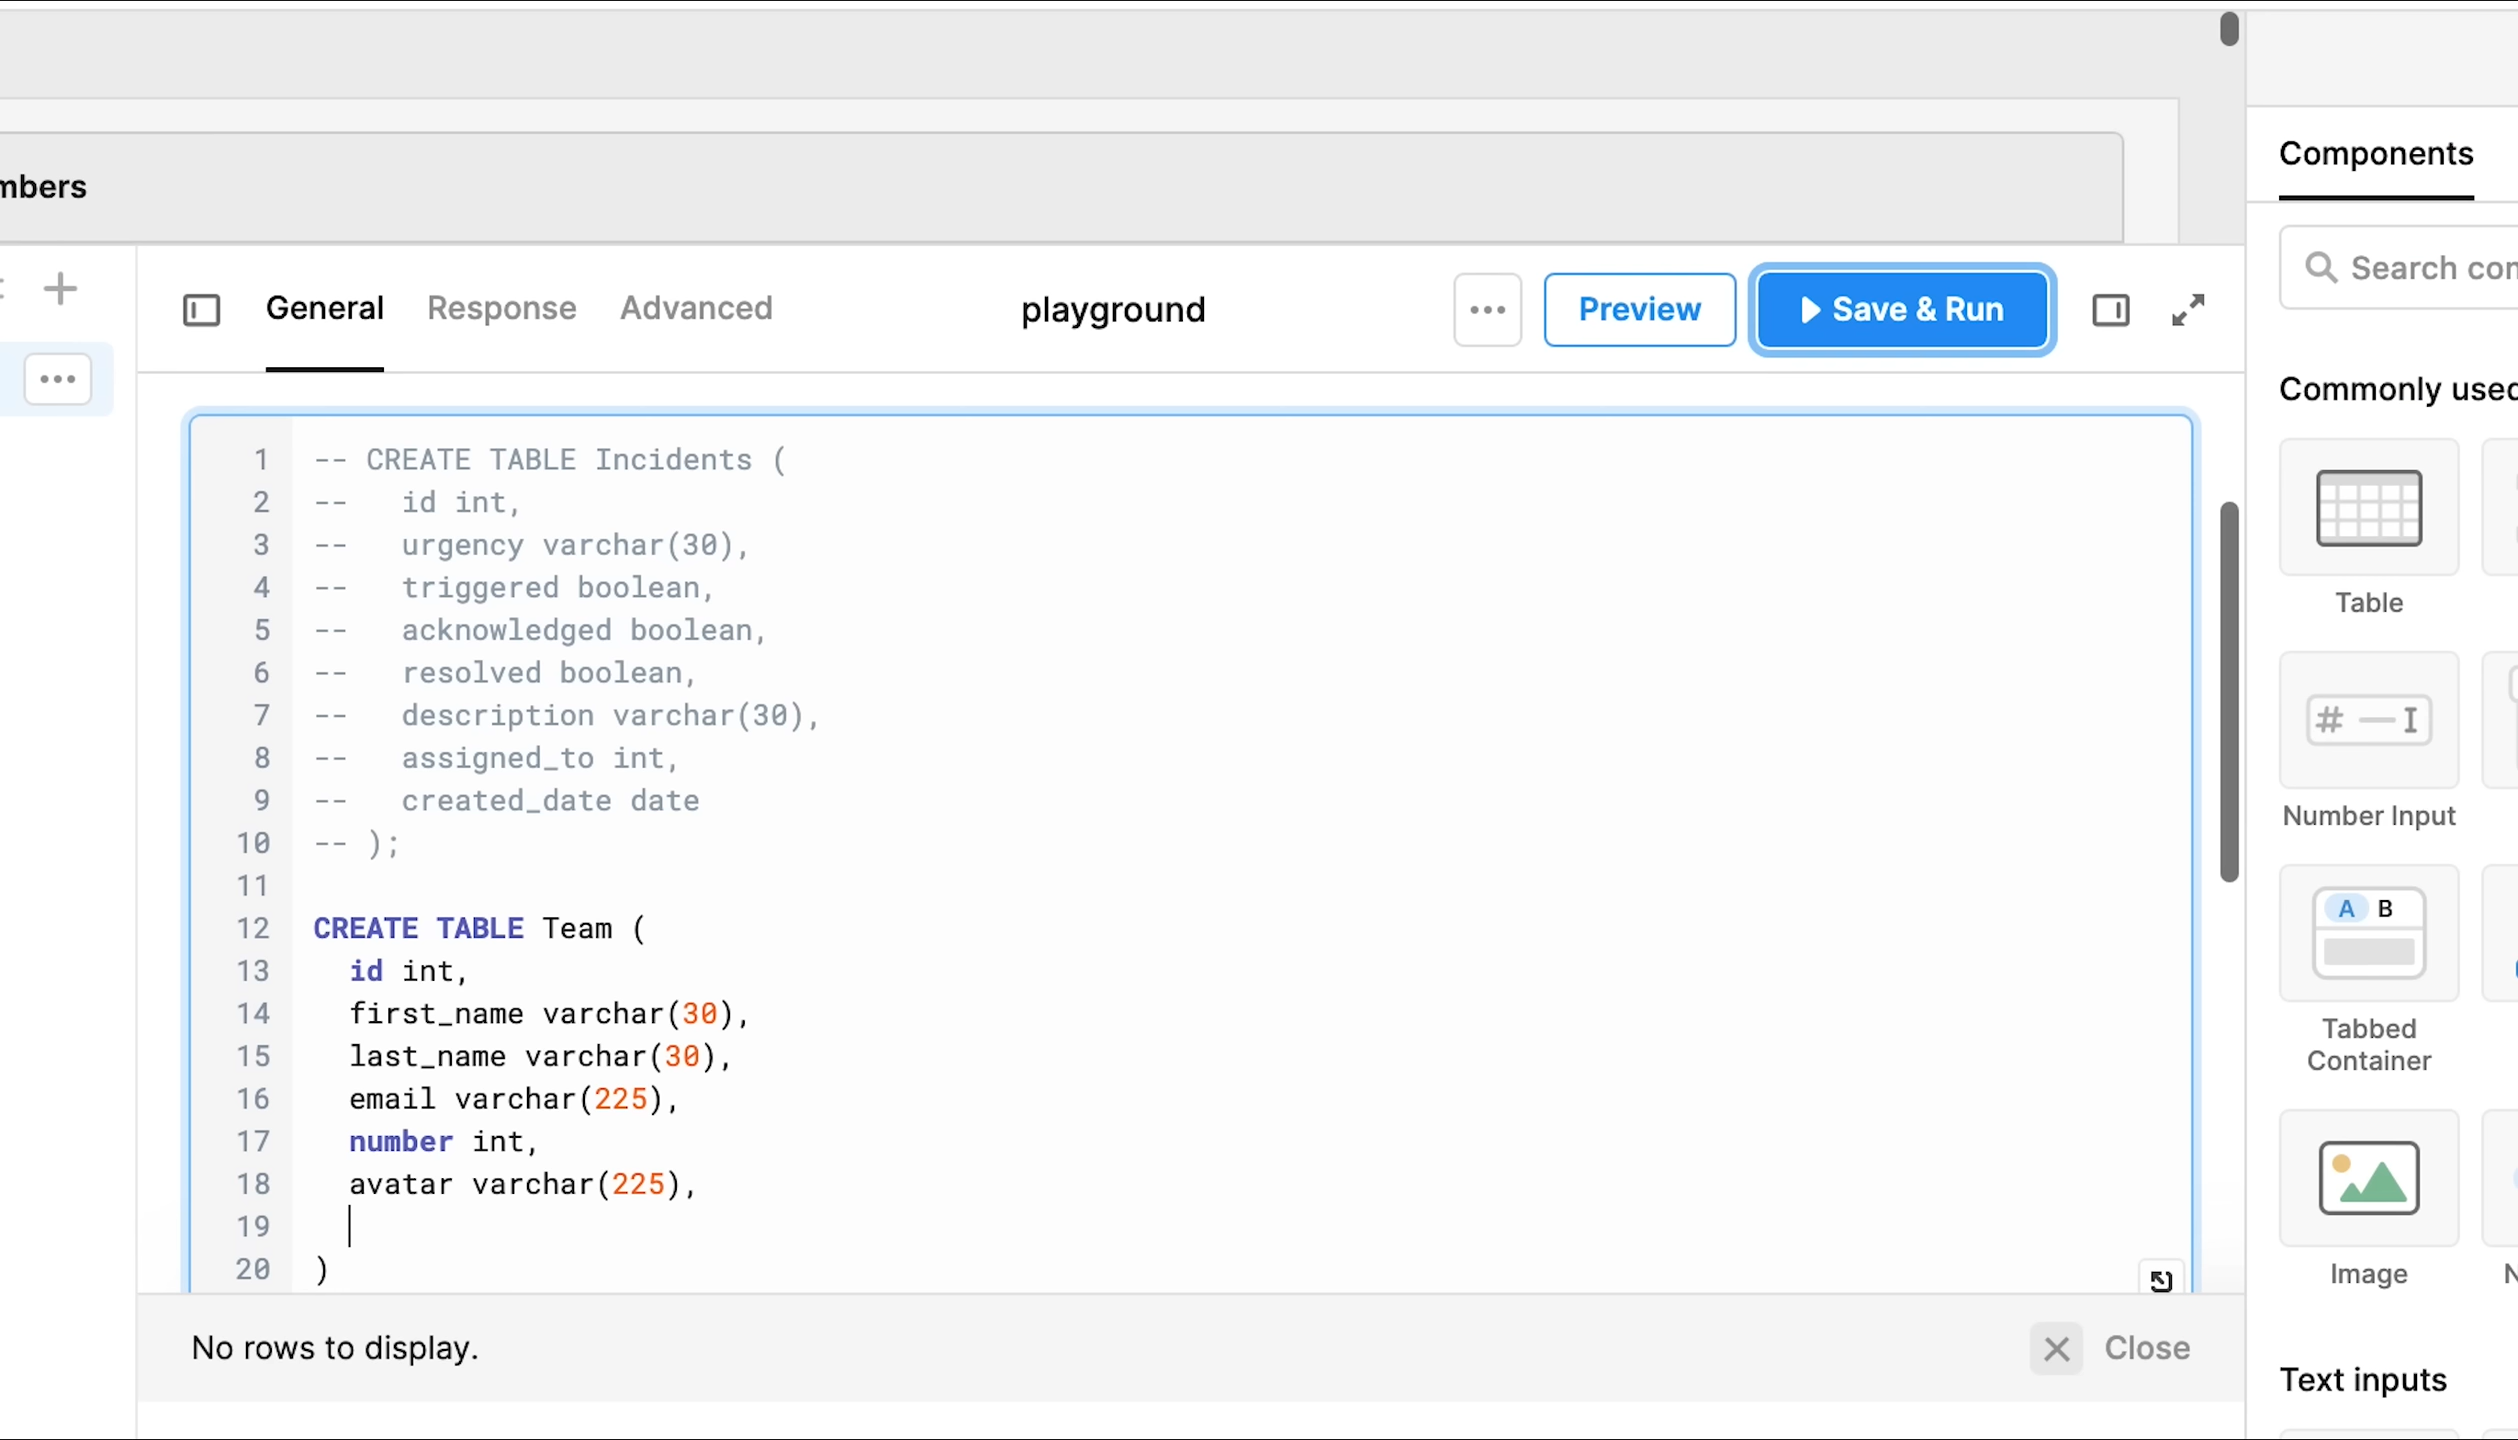 mbers
General Response Advanced
playground
Preview
Save & Run
1 -- CREATE TABLE Incidents (
2 --   id int,
3 --   urgency varchar(30),
4 --   triggered boolean,
5 --   acknowledged boolean,
6 --   resolved boolean,
7 --   description varchar(30),
8 --   assigned_to int,
9 --   created_date date
10 -- );
11
12 CREATE TABLE Team (
13   id int,
14   first_name varchar(30),
15   last_name varchar(30),
16   email varchar(225),
17   number int,
18   avatar varchar(225),
19
20 )
No rows to display.
Close
Components
Search con
Commonly used
Table
# I
Number Input
A B
Tabbed
Container
Image
N
Text inputs